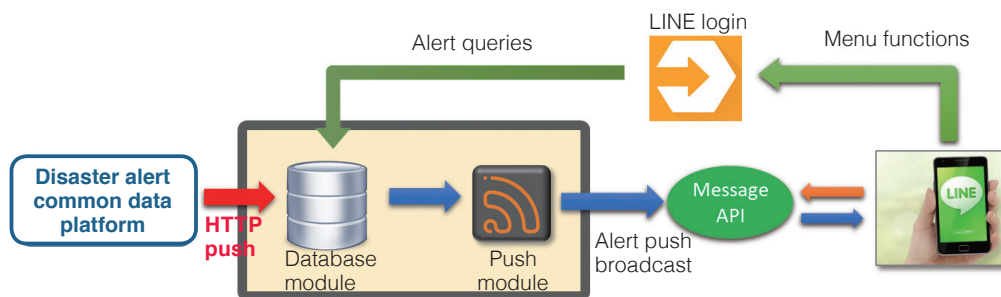 LINE login
Alert queries
Menu functions
Disaster alert
common data
platform
HTTP
push
Database
module
Push
module
Alert push
broadcast
Message
API
LINE